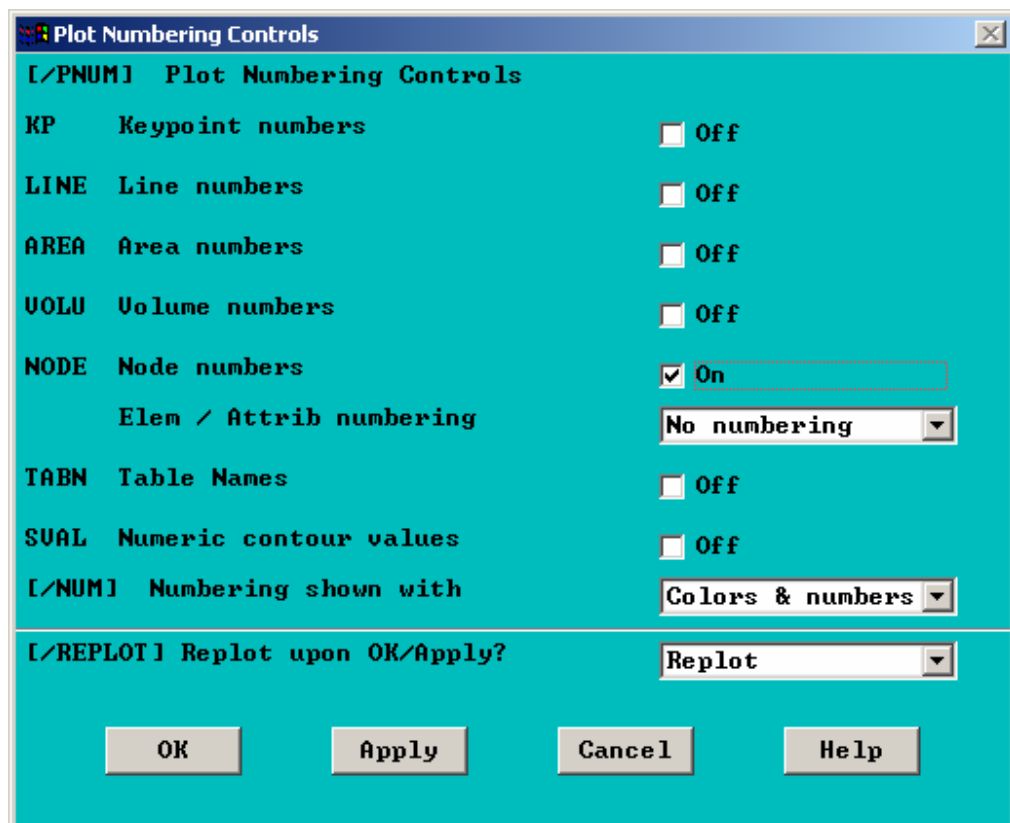 Plot Numbering Controls
[/PNUM] Plot Numbering Controls
KP Keypoint numbers Off
LINE Line numbers Off
AREA Area numbers Off
VOLU Volume numbers Off
NODE Node numbers On
Elem / Attrib numbering No numbering
TABN Table Names Off
SVAL Numeric contour values Off
[/NUM] Numbering shown with Colors & numbers
[/REPLOT] Replot upon OK/Apply? Replot
OK Apply Cancel Help